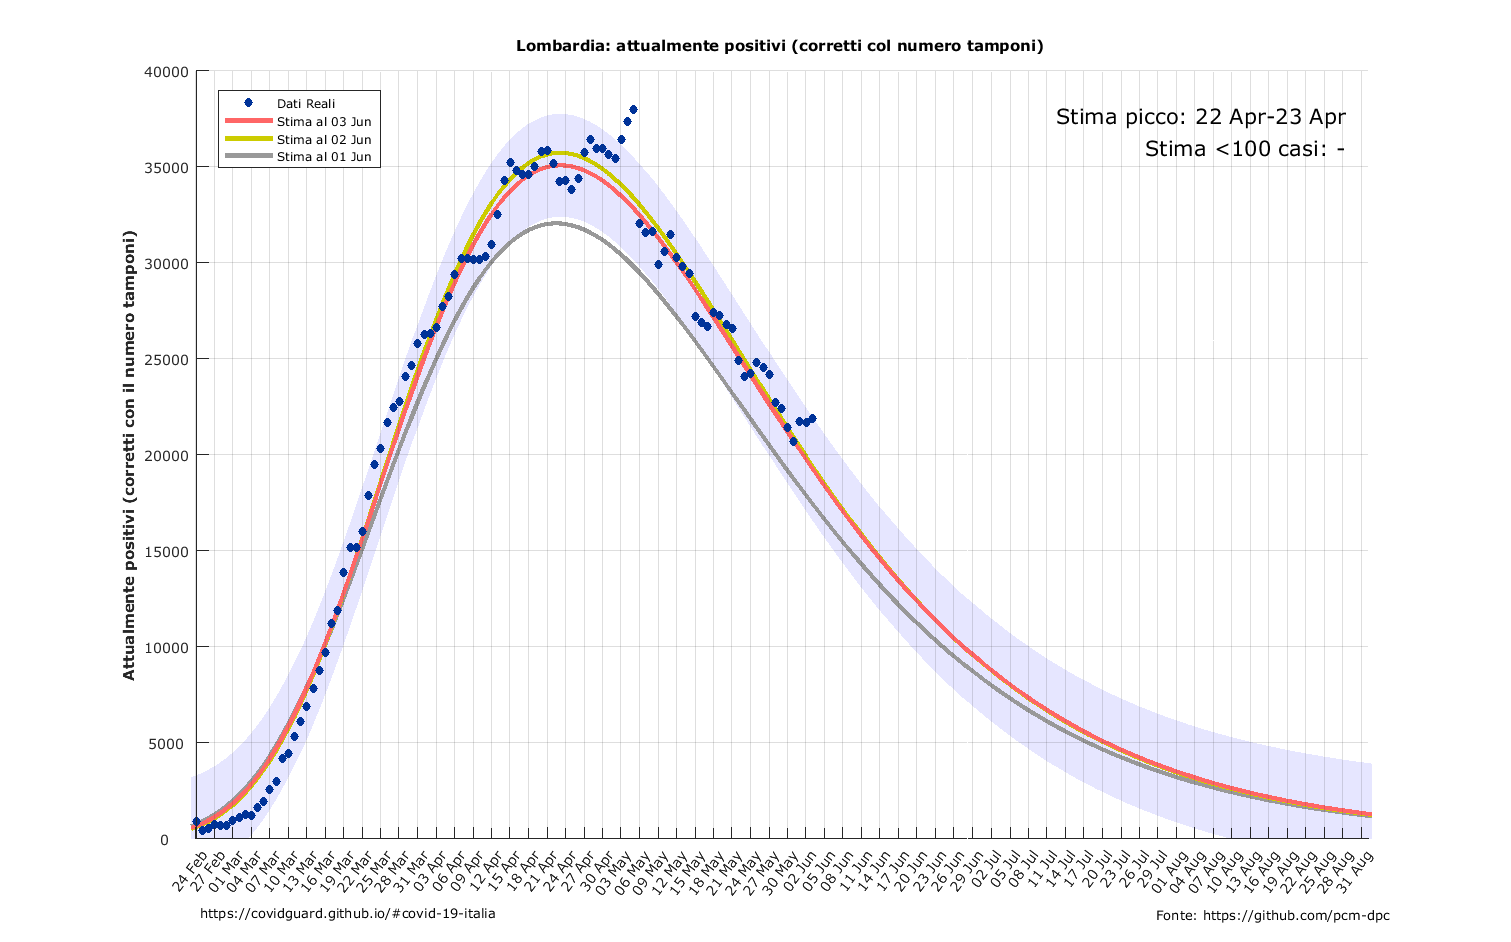 Lombardia: attualmente positivi (corretti col numero tamponi)
Dati Reali
Stima al 03 Jun
Stima al 02 Jun
Stima al 01 Jun
Stima picco: 22 Apr-23 Apr
Stima <100 casi: -
Attualmente positivi (corretti con il numero tamponi)
40000
35000
30000
25000
20000
15000
10000
5000
0
24 Feb
27 Feb
01 Mar
04 Mar
07 Mar
10 Mar
13 Mar
16 Mar
19 Mar
22 Mar
25 Mar
28 Mar
31 Mar
03 Apr
06 Apr
09 Apr
12 Apr
15 Apr
18 Apr
21 Apr
24 Apr
27 Apr
30 Apr
03 May
06 May
09 May
12 May
15 May
18 May
21 May
24 May
27 May
30 May
02 Jun
05 Jun
08 Jun
11 Jun
14 Jun
17 Jun
20 Jun
23 Jun
26 Jun
29 Jun
02 Jul
05 Jul
08 Jul
11 Jul
14 Jul
17 Jul
20 Jul
23 Jul
26 Jul
29 Jul
01 Aug
04 Aug
07 Aug
10 Aug
13 Aug
16 Aug
19 Aug
22 Aug
25 Aug
28 Aug
31 Aug
https://covidguard.github.io/#covid-19-italia
Fonte: https://github.com/pcm-dpc